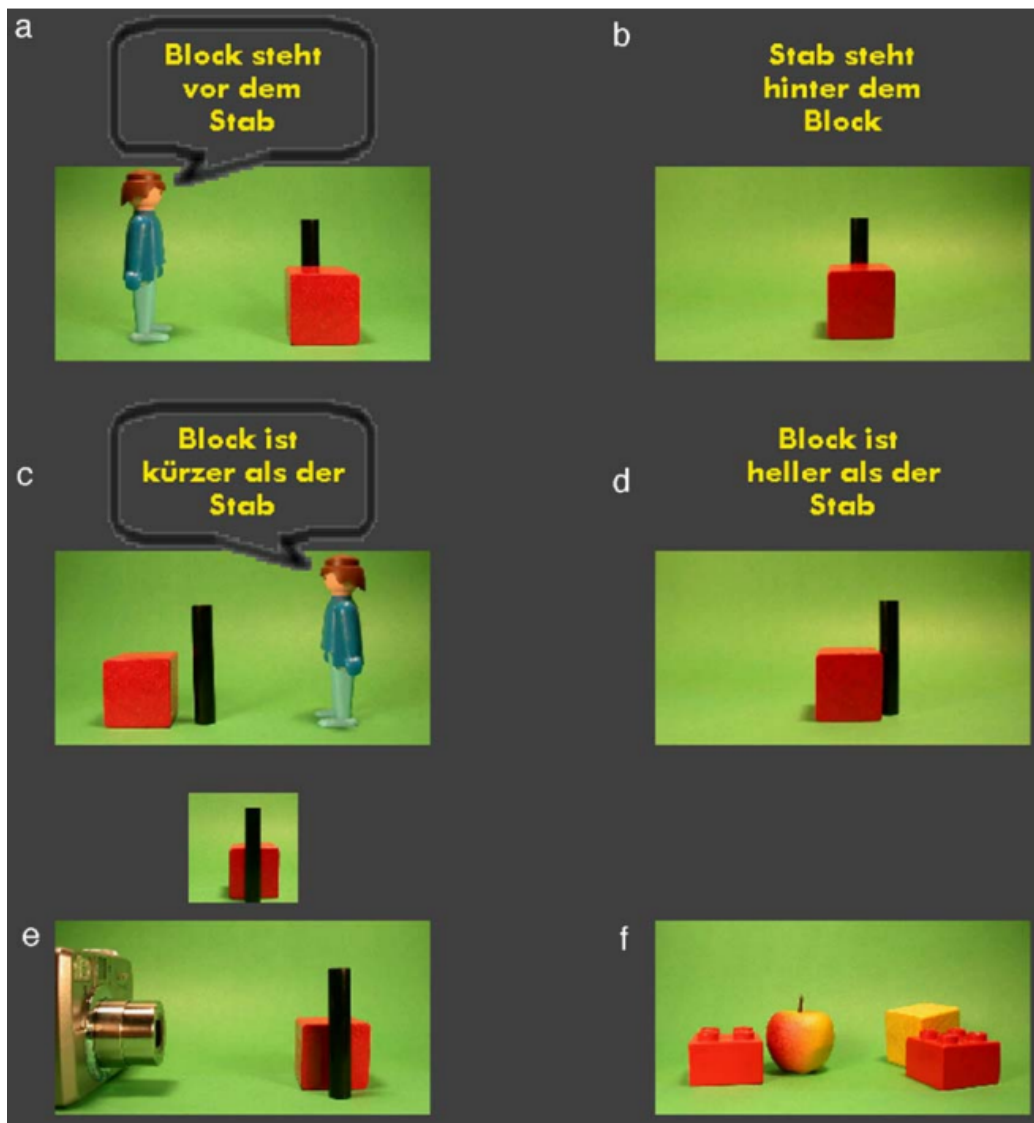 a
Block steht
vor dem
Stab
b
Stab steht
hinter dem
Block
c
Block ist
kürzer als der
Stab
d
Block ist
heller als der
Stab
e
f